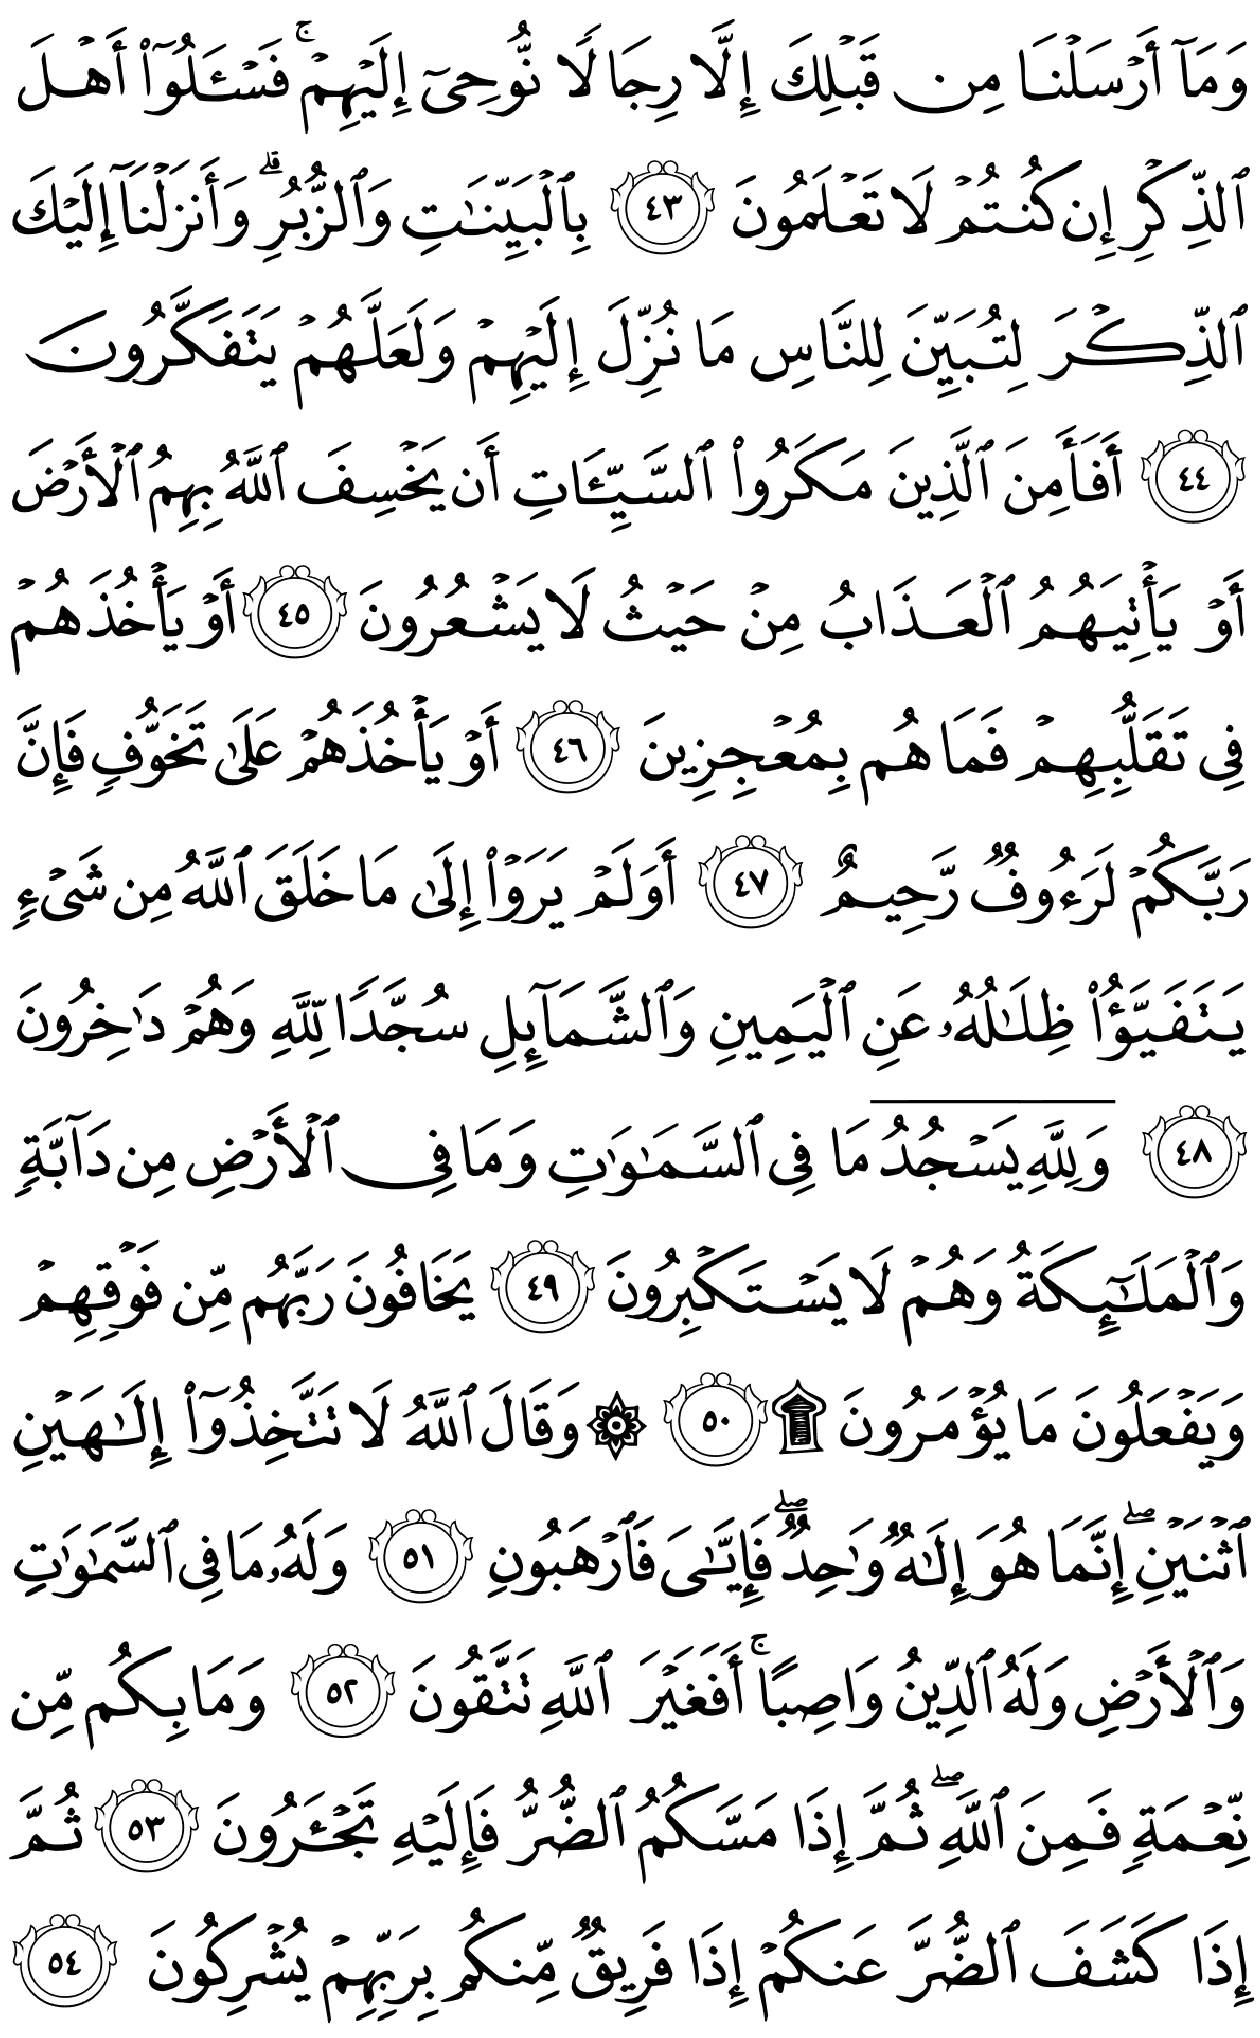 وَمَآ أَرۡسَلۡنَا مِن قَبۡلِكَ إِلَّا رِجَالٗا نُّوحِيٓ إِلَيۡهِمۡۚ فَسۡـَٔلُوٓاْ أَهۡلَ
ٱلذِّكۡرِ إِن كُنتُمۡ لَا تَعۡلَمُونَ ٤٣ بِٱلۡبَيِّنَٰتِ وَٱلزُّبُرِۗ وَأَنزَلۡنَآ إِلَيۡكَ
ٱلذِّكۡرَ لِتُبَيِّنَ لِلنَّاسِ مَا نُزِّلَ إِلَيۡهِمۡ وَلَعَلَّهُمۡ يَتَفَكَّرُونَ
٤٤ أَفَأَمِنَ ٱلَّذِينَ مَكَرُواْ ٱلسَّيِّـَٔاتِ أَن يَخۡسِفَ ٱللَّهُ بِهِمُ ٱلۡأَرۡضَ
أَوۡ يَأۡتِيَهُمُ ٱلۡعَذَابُ مِنۡ حَيۡثُ لَا يَشۡعُرُونَ ٤٥ أَوۡ يَأۡخُذَهُمۡ
فِي تَقَلُّبِهِمۡ فَمَا هُم بِمُعۡجِزِينَ ٤٦ أَوۡ يَأۡخُذَهُمۡ عَلَىٰ تَخَوُّفٖ فَإِنَّ
رَبَّكُمۡ لَرَءُوفٞ رَّحِيمٌ ٤٧ أَوَلَمۡ يَرَوۡاْ إِلَىٰ مَا خَلَقَ ٱللَّهُ مِن شَيۡءٖ
يَتَفَيَّؤُاْ ظِلَٰلُهُۥ عَنِ ٱلۡيَمِينِ وَٱلشَّمَآئِلِ سُجَّدٗا لِّلَّهِ وَهُمۡ دَٰخِرُونَ
٤٨ وَلِلَّهِ يَسۡجُدُۤ مَا فِي ٱلسَّمَٰوَٰتِ وَمَا فِي ٱلۡأَرۡضِ مِن دَآبَّةٖ
وَٱلۡمَلَٰٓئِكَةُ وَهُمۡ لَا يَسۡتَكۡبِرُونَ ٤٩ يَخَافُونَ رَبَّهُم مِّن فَوۡقِهِمۡ
وَيَفۡعَلُونَ مَا يُؤۡمَرُونَ ۩ ٥٠ ۞ وَقَالَ ٱللَّهُ لَا تَتَّخِذُوٓاْ إِلَٰهَيۡنِ
ٱثۡنَيۡنِۖ إِنَّمَا هُوَ إِلَٰهٞ وَٰحِدٞ فَإِيَّٰيَ فَٱرۡهَبُونِ ٥١ وَلَهُۥ مَا فِي ٱلسَّمَٰوَٰتِ
وَٱلۡأَرۡضِ وَلَهُ ٱلدِّينُ وَاصِبًاۚ أَفَغَيۡرَ ٱللَّهِ تَتَّقُونَ ٥٢ وَمَا بِكُم مِّن
نِّعۡمَةٖ فَمِنَ ٱللَّهِۖ ثُمَّ إِذَا مَسَّكُمُ ٱلضُّرُّ فَإِلَيۡهِ تَجۡـَٔرُونَ ٥٣ ثُمَّ
إِذَا كَشَفَ ٱلضُّرَّ عَنكُمۡ إِذَا فَرِيقٞ مِّنكُم بِرَبِّهِمۡ يُشۡرِكُونَ ٥٤